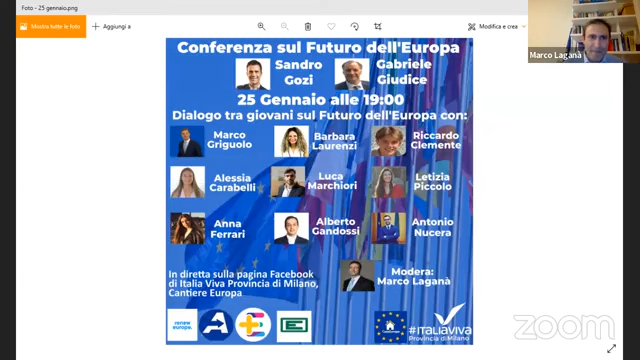 Foto - 25 gennaio.png
Mostra tutte le foto
Aggiungi a
Modifica e crea
Marco Laganà
Conferenza sul Futuro dell'Europa
Sandro
Gozi
Gabriele
Giudice
25 Gennaio alle 19:00
Dialogo tra giovani sul Futuro dell'Europa con:
Marco
Griguolo
Barbara
Laurenzi
Riccardo
Clemente
Alessia
Carabelli
Luca
Marchiori
Letizia
Piccolo
Anna
Ferrari
Alberto
Gandossi
Antonio
Nucera
In diretta sulla pagina Facebook
di Italia Viva Provincia di Milano,
Cantiere Europa
Modera:
Marco Laganà
renew
europe.
#ITALIAVIVA
Provincia di Milano
zoom